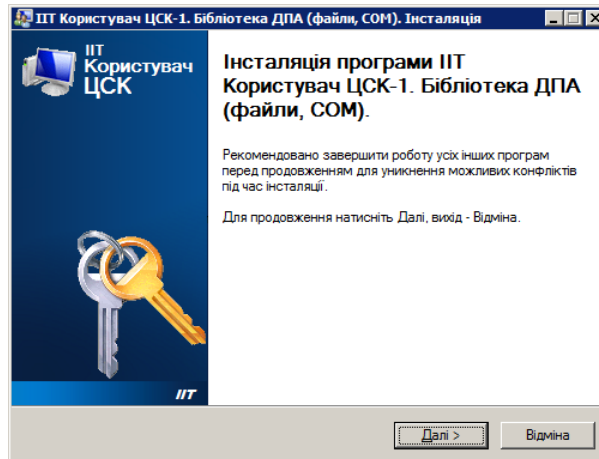 ІІТ Користувач ЦСК-1. Бібліотека ДПА (файли, COM). Інсталяція
ІІТ
Користувач
ЦСК
Інсталяція програми ІІТ
Користувач ЦСК-1. Бібліотека ДПА
(файли, COM).
Рекомендовано завершити роботу усіх інших програм
перед продовженням для уникнення можливих конфліктів
під час інсталяції.
Для продовження натисніть Далі, вихід - Відміна.
ІІТ
Далі >
Відміна